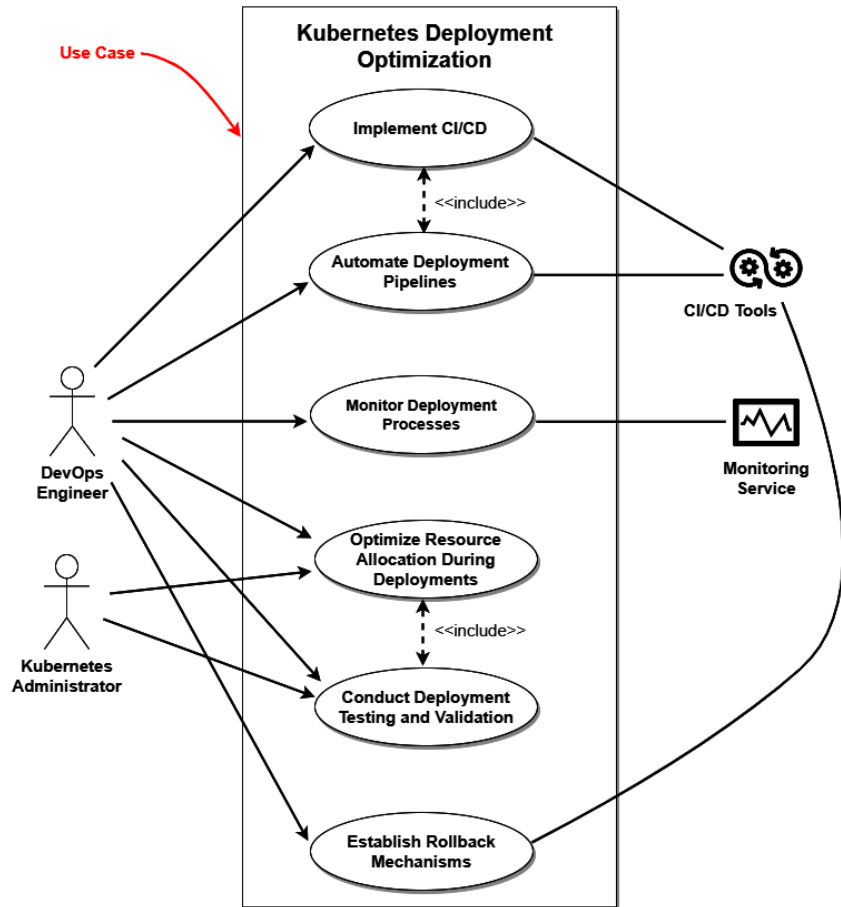 Kubernetes Deployment
Optimization
Use Case
Implement CI/CD
<<include>>
Automate Deployment
Pipelines
CI/CD Tools
Monitor Deployment
Processes
Monitoring
Service
DevOps
Engineer
Optimize Resource
Allocation During
Deployments
<<include>>
Kubernetes
Administrator
Conduct Deployment
Testing and Validation
Establish Rollback
Mechanisms